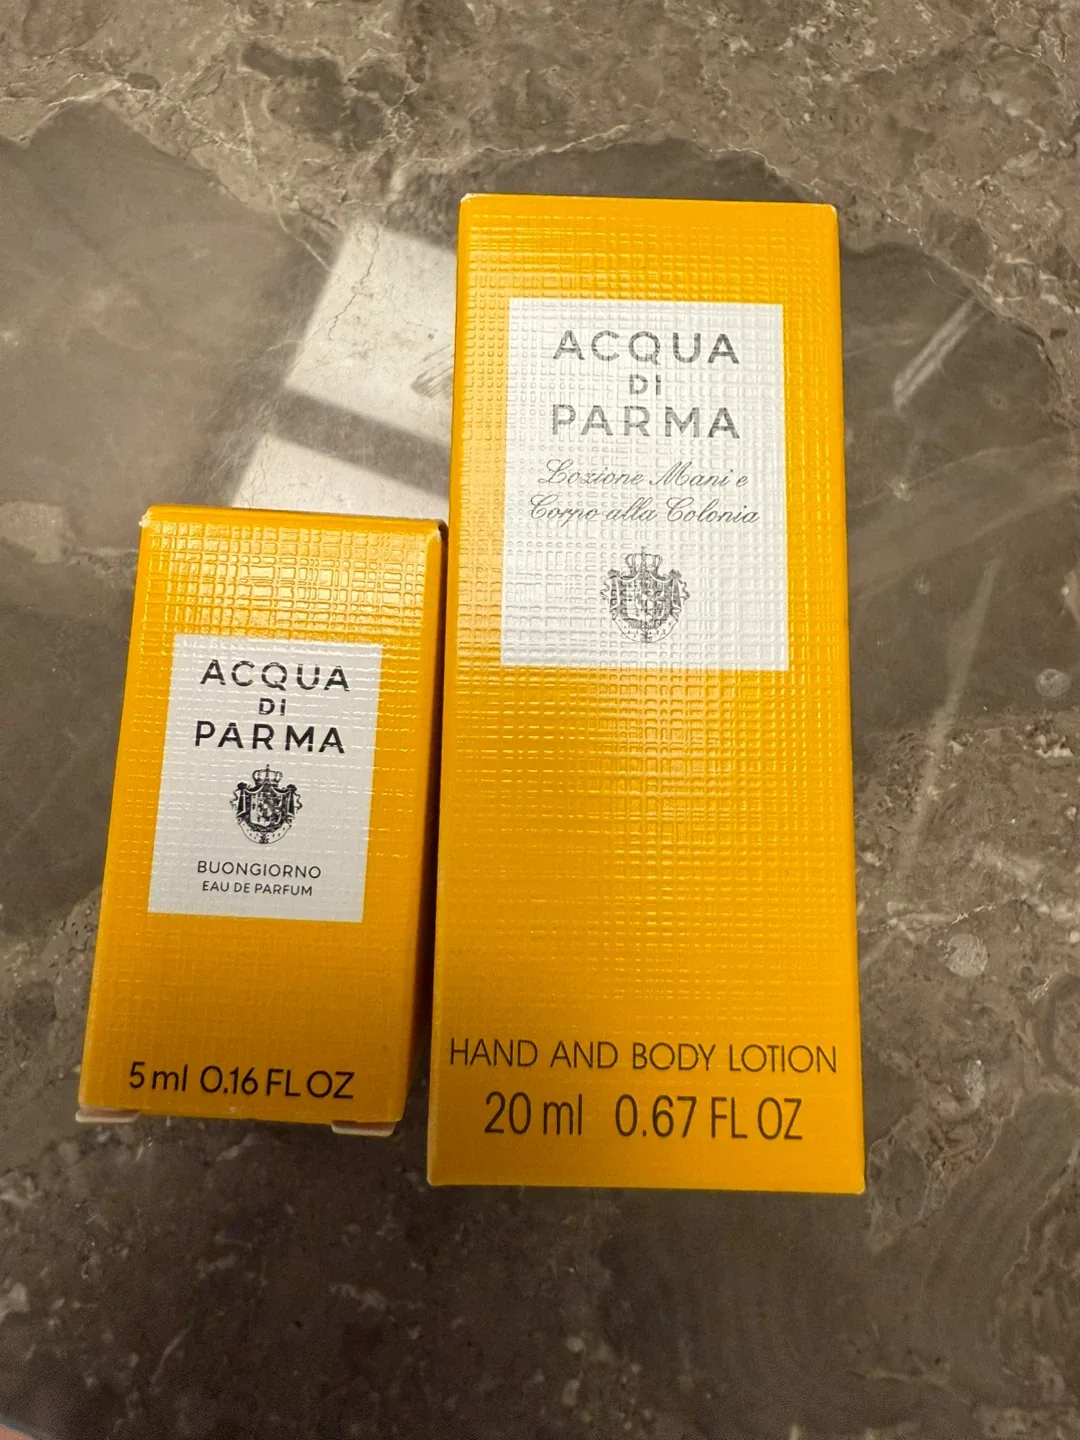 ACQUA
DI
PARMA
BUONGIORNO
EAU DE PARFUM
5 ml 0.16 FL OZ
ACQUA
DI
PARMA
Lozione Mani e
Corpo alla Colonia
HAND AND BODY LOTION
20 ml 0.67 FL OZ